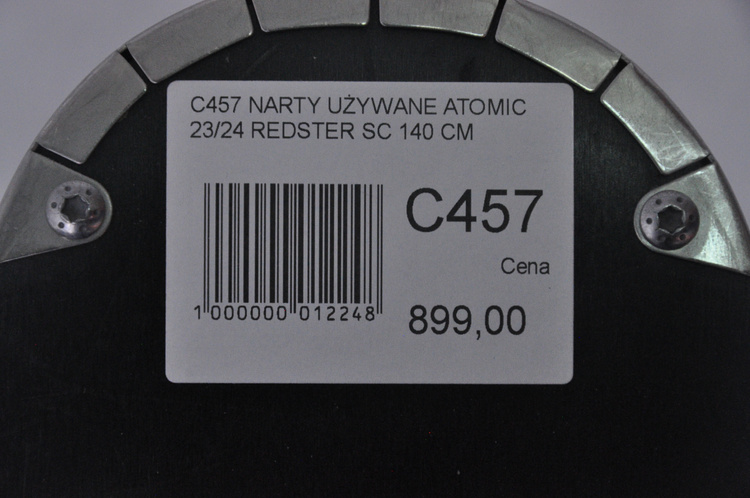 C457 NARTY UŻYWANE ATOMIC
23/24 REDSTER SC 140 CM
C457
Cena
1 000000 012248
899,00